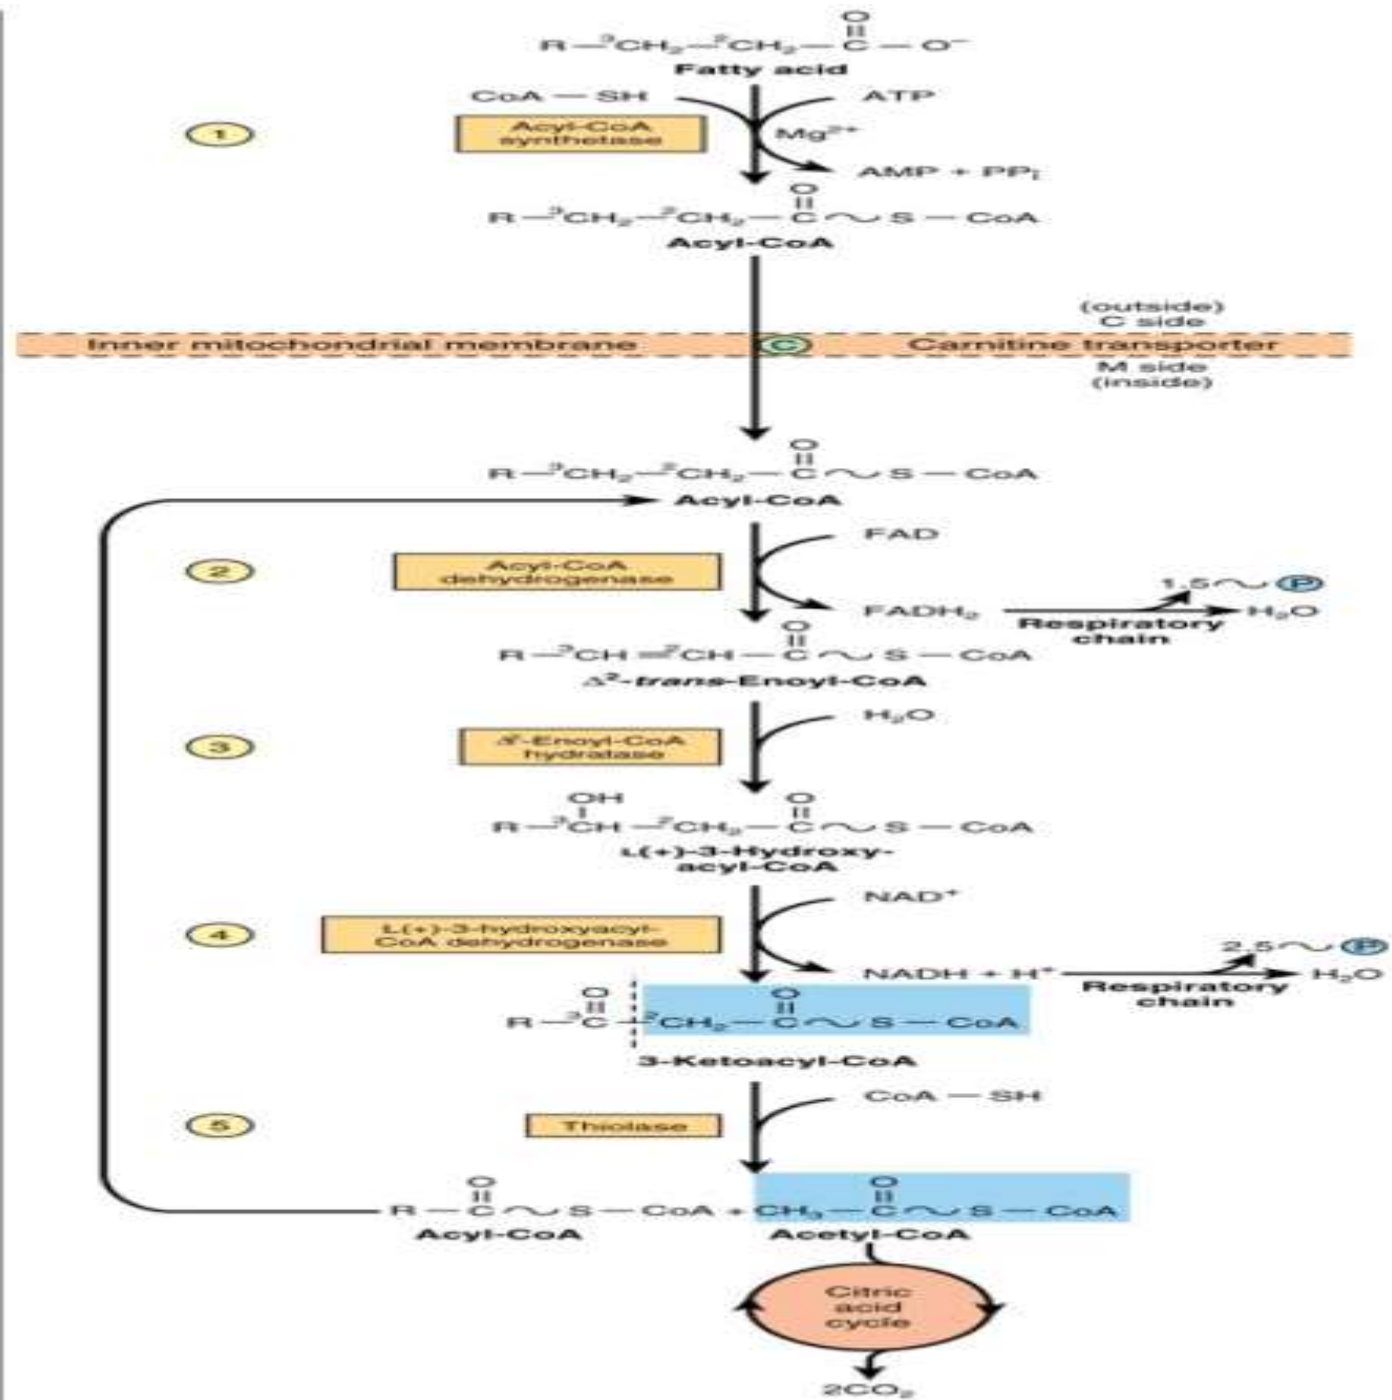 O
R—³CH₂—²CH₂—C—O⁻
Fatty acid
CoA — SH
ATP
1
Acyl-CoA
synthetase
Mg²⁺
AMP + PPi
O
R—³CH₂—²CH₂—C～S—CoA
Acyl-CoA
(outside)
C side
Inner mitochondrial membrane
C
Carnitine transporter
M side
(inside)
O
R—³CH₂—²CH₂—C～S—CoA
Acyl-CoA
FAD
2
Acyl-CoA
dehydrogenase
1.5～P
FADH₂
H₂O
Respiratory
chain
O
R—³CH=²CH—C～S—CoA
Δ²-trans-Enoyl-CoA
H₂O
3
Δ²-Enoyl-CoA
hydratase
OH O
R—³CH—²CH₂—C～S—CoA
L(+)-3-Hydroxy-
acyl-CoA
NAD⁺
4
L(+)-3-hydroxyacyl-
CoA dehydrogenase
2.5～P
NADH + H⁺
H₂O
Respiratory
chain
O O
R—³C—²CH₂—C～S—CoA
3-Ketoacyl-CoA
CoA — SH
5
Thiolase
O O
R—C～S—CoA + CH₃—C～S—CoA
Acyl-CoA
Acetyl-CoA
Citric
acid
cycle
2CO₂